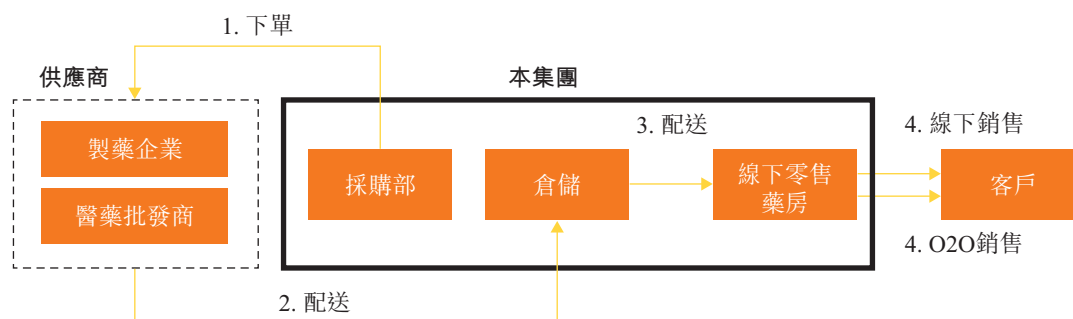 1. 下單
供應商
本集團
製藥企業
醫藥批發商
採購部
倉儲
3. 配送
線下零售
藥房
4. 線下銷售
客戶
4. O2O銷售
2. 配送